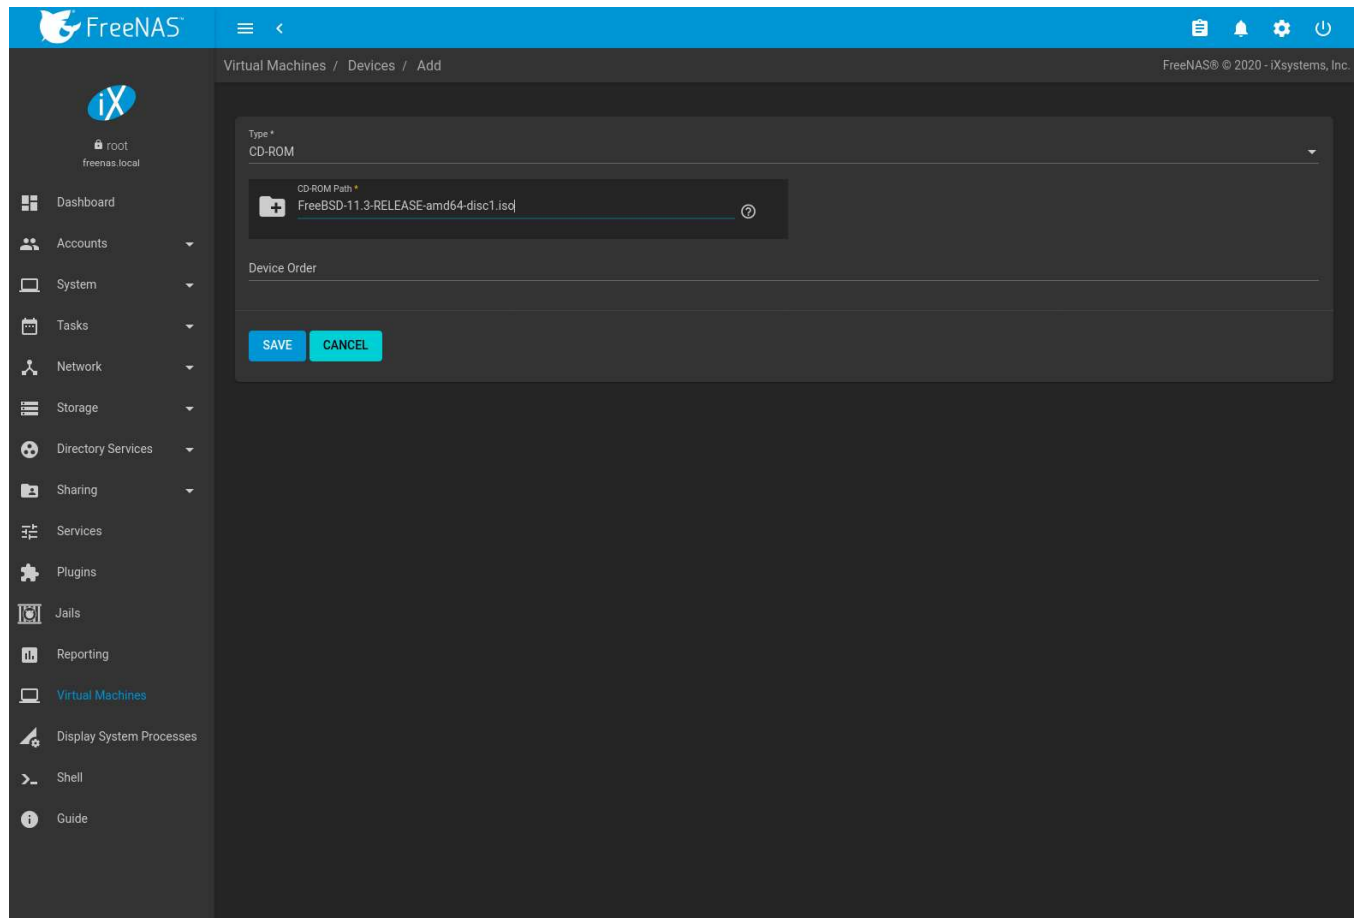 FreeNAS™
Virtual Machines / Devices / Add
FreeNAS® © 2020 - iXsystems, Inc.
iX
root
freenas.local
Dashboard
Accounts
System
Tasks
Network
Storage
Directory Services
Sharing
Services
Plugins
Jails
Reporting
Virtual Machines
Display System Processes
Shell
Guide
Type *
CD-ROM
CD-ROM Path *
FreeBSD-11.3-RELEASE-amd64-disc1.iso
Device Order
SAVE CANCEL